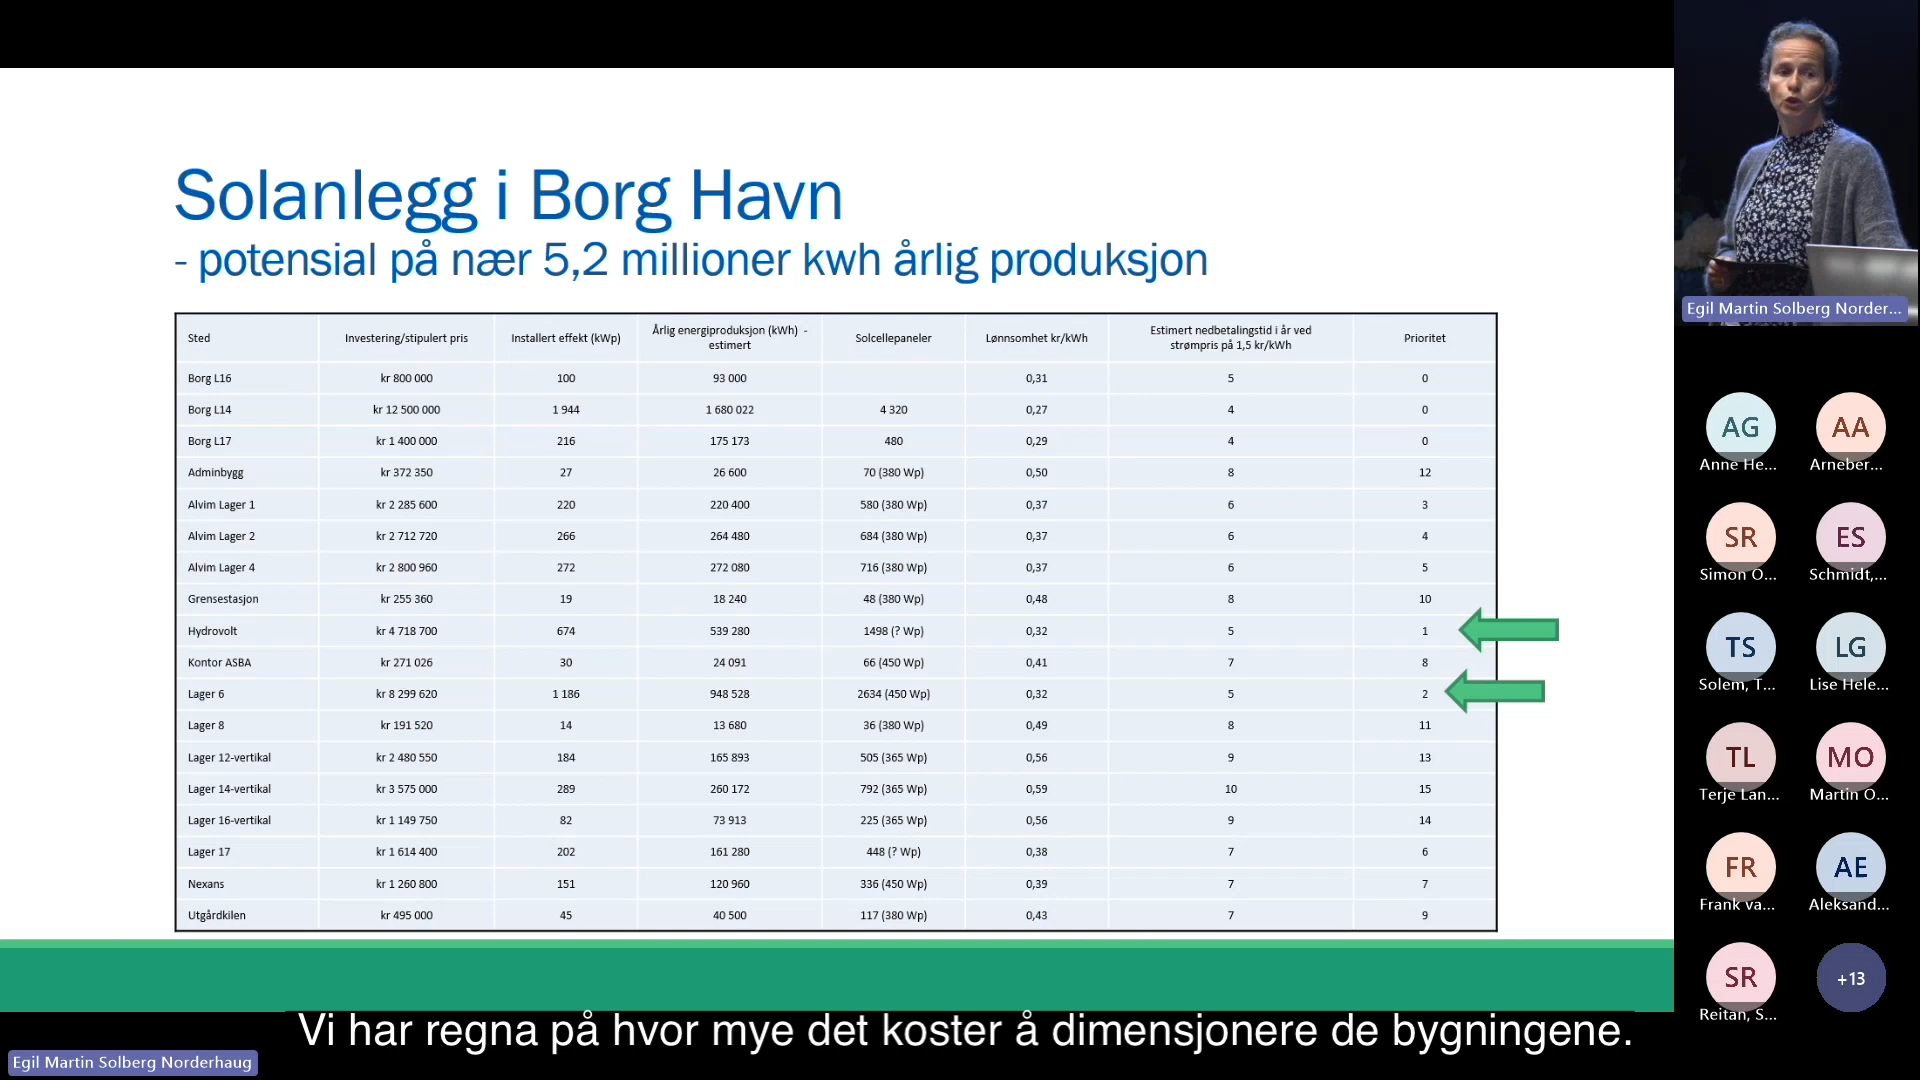 Solanlegg i Borg Havn
- potensial på nær 5,2 millioner kwh årlig produksjon
Sted Investering/stipulert pris Installert effekt (kWp) Årlig energiproduksjon (kWh) - estimert Solcellepaneler Lønnsomhet kr/kWh Estimert nedbetalingstid i år ved strømpris på 1,5 kr/kWh Prioritet
Borg L16 kr 800 000 100 93 000 0,31 5 0
Borg L14 kr 12 500 000 1 944 1 680 022 4 320 0,27 4 0
Borg L17 kr 1 400 000 216 175 173 480 0,29 4 0
Adminbygg kr 372 350 27 26 600 70 (380 Wp) 0,50 8 12
Alvim Lager 1 kr 2 285 600 220 220 400 580 (380 Wp) 0,37 6 3
Alvim Lager 2 kr 2 712 720 266 264 480 684 (380 Wp) 0,37 6 4
Alvim Lager 4 kr 2 800 960 272 272 080 716 (380 Wp) 0,37 6 5
Grensestasjon kr 255 360 19 18 240 48 (380 Wp) 0,48 8 10
Hydrovolt kr 4 718 700 674 539 280 1498 (? Wp) 0,32 5 1
Kontor ASBA kr 271 026 30 24 091 66 (450 Wp) 0,41 7 8
Lager 6 kr 8 299 620 1 186 948 528 2634 (450 Wp) 0,32 5 2
Lager 8 kr 191 520 14 13 680 36 (380 Wp) 0,49 8 11
Lager 12-vertikal kr 2 480 550 184 165 893 505 (365 Wp) 0,56 9 13
Lager 14-vertikal kr 3 575 000 289 260 172 792 (365 Wp) 0,59 10 15
Lager 16-vertikal kr 1 149 750 82 73 913 225 (365 Wp) 0,56 9 14
Lager 17 kr 1 614 400 202 161 280 448 (? Wp) 0,38 7 6
Nexans kr 1 260 800 151 120 960 336 (450 Wp) 0,39 7 7
Utgårdkilen kr 495 000 45 40 500 117 (380 Wp) 0,43 7 9
Vi har regna på hvor mye det koster å dimensjonere de bygningene.
Egil Martin Solberg Norderhaug
Egil Martin Solberg Norder...
AG AA
Anne He... Arneber...
SR ES
Simon O... Schmidt,...
TS LG
Solem, T... Lise Hele...
TL MO
Terje Lan... Martin O...
FR AE
Frank va... Aleksand...
SR +13
Reitan, S...